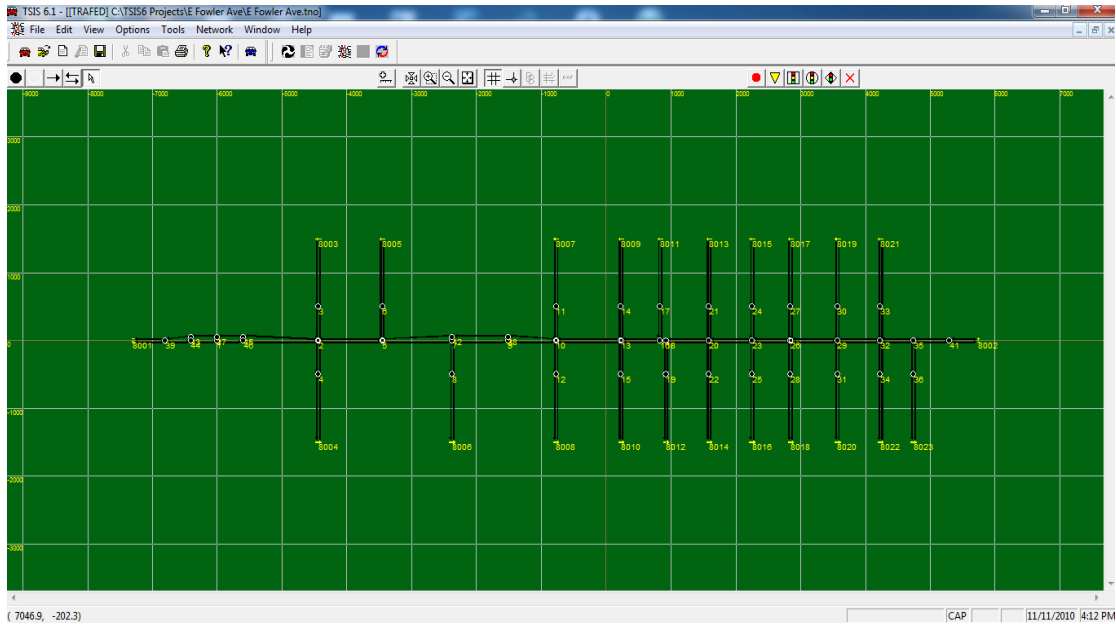 TSIS 6.1 - [[TRAFED] C:\TSIS6 Projects\E Fowler Ave\E Fowler Ave.tno]
File Edit View Options Tools Network Window Help
-9000 -8000 -7000 -6000 -5000 -4000 -3000 -2000 -1000 0 1000 2000 3000 4000 5000 6000 7000
3000
2000
8003 8005 8007 8009 8011 8013 8015 8017 8019 8021
1000
3 6 11 14 17 21 24 27 30 33
0 8001 39 44 47 46 2 5 10 13 20 23 26 29 32 35 41 8002
4 8 12 15 19 22 25 28 31 34 36
-1000
8004 8006 8008 8010 8012 8014 8016 8018 8020 8022 8023
-2000
-3000
( 7046.9, -202.3) CAP 11/11/2010 4:12 PM